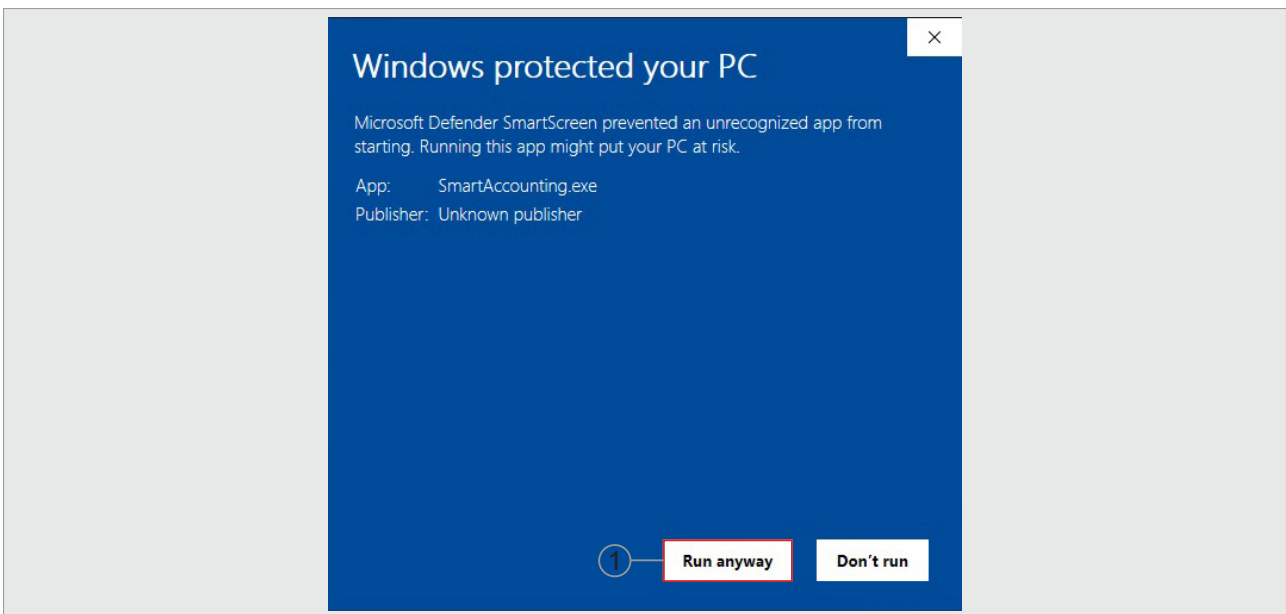 Windows protected your PC
Microsoft Defender SmartScreen prevented an unrecognized app from
starting. Running this app might put your PC at risk.
App: SmartAccounting.exe
Publisher: Unknown publisher
1 Run anyway Don't run